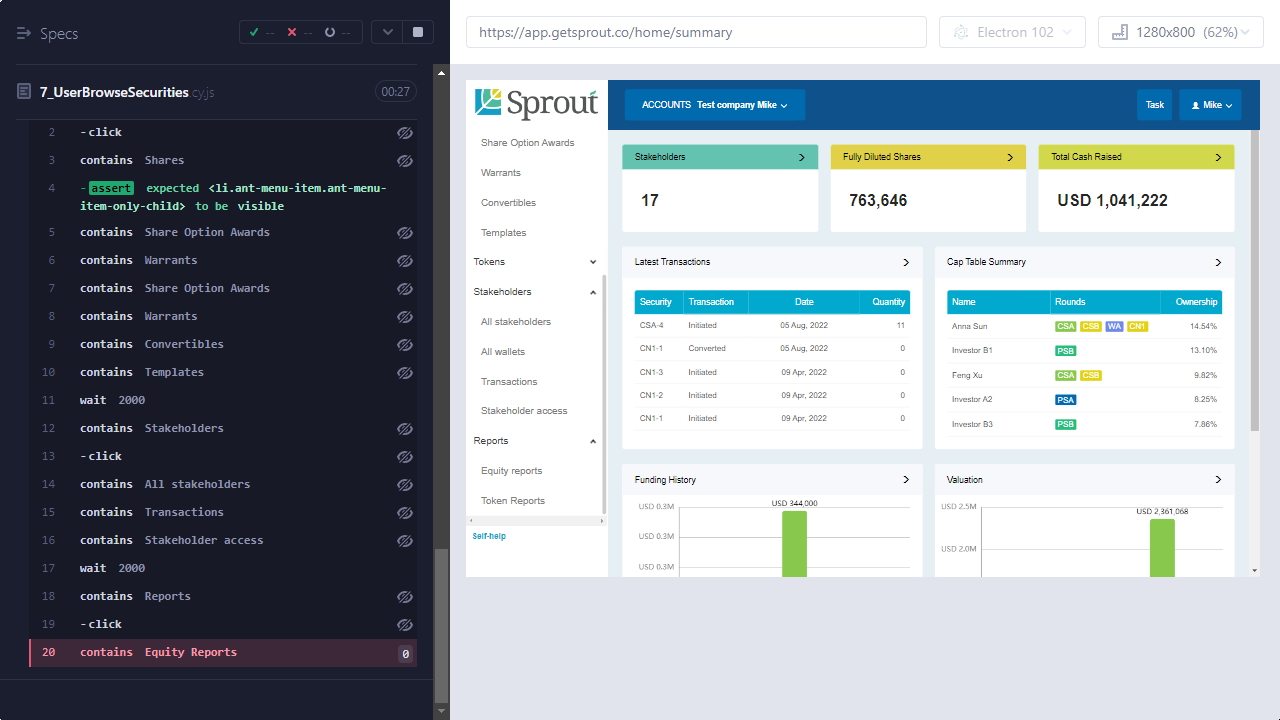 Specs
-- -- --
7_UserBrowseSecurities.cy.js 00:27
2 -click
3 contains Shares
4 -assert expected <li.ant-menu-item.ant-menu-
item-only-child> to be visible
5 contains Share Option Awards
6 contains Warrants
7 contains Share Option Awards
8 contains Warrants
9 contains Convertibles
10 contains Templates
11 wait 2000
12 contains Stakeholders
13 -click
14 contains All stakeholders
15 contains Transactions
16 contains Stakeholder access
17 wait 2000
18 contains Reports
19 -click
20 contains Equity Reports 0
https://app.getsprout.co/home/summary
Electron 102
1280x800 (62%)
Sprout
ACCOUNTS Test company Mike
Task
Mike
Share Option Awards
Warrants
Convertibles
Templates
Tokens
Stakeholders
All stakeholders
All wallets
Transactions
Stakeholder access
Reports
Equity reports
Token Reports
Self-help
Stakeholders
17
Fully Diluted Shares
763,646
Total Cash Raised
USD 1,041,222
Latest Transactions
Security Transaction Date Quantity
CSA-4 Initiated 05 Aug, 2022 11
CN1-1 Converted 05 Aug, 2022 0
CN1-3 Initiated 09 Apr, 2022 0
CN1-2 Initiated 09 Apr, 2022 0
CN1-1 Initiated 09 Apr, 2022 0
Cap Table Summary
Name Rounds Ownership
Anna Sun CSA CSB WA CN1 14.54%
Investor B1 PSB 13.10%
Feng Xu CSA CSB 9.82%
Investor A2 PSA 8.25%
Investor B3 PSB 7.86%
Funding History
USD 344,000
USD 0.3M
USD 0.3M
USD 0.3M
Valuation
USD 2.5M
USD 2,361,068
USD 2.0M